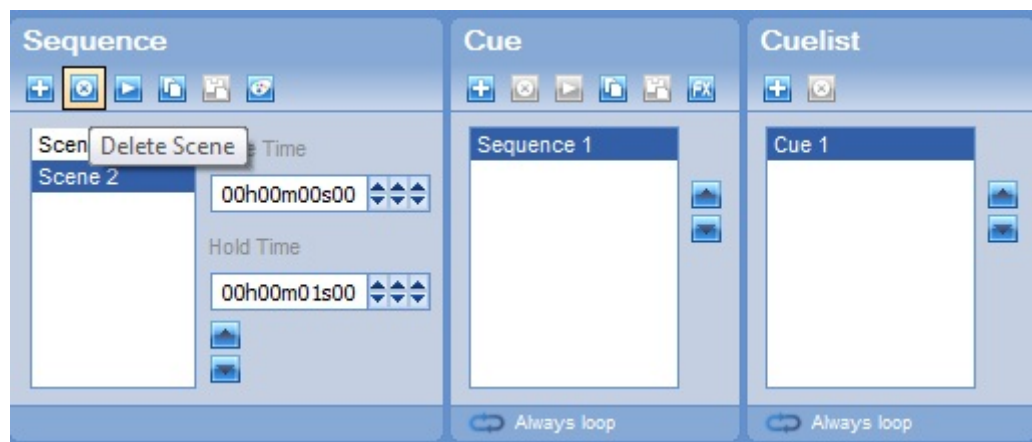 Sequence
FX
Delete Scene
Time
Scene 2
00h00m00s00
Hold Time
00h00m01s00
Cue
Sequence 1
Always loop
Cuelist
Cue 1
Always loop